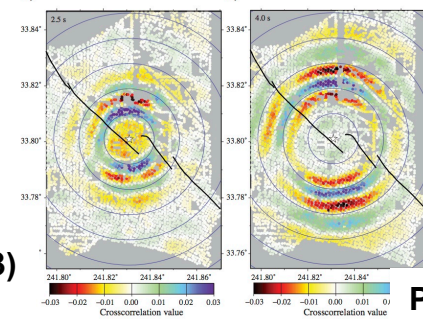 2.5 s
4.0 s
33.84°
33.84°
33.82°
33.82°
33.80°
33.80°
33.78°
33.78°
33.76°
3)
241.80° 241.82° 241.84° 241.86°
241.80° 241.82° 241.84°
-0.03 -0.02 -0.01 0.00 0.01 0.02 0.03
-0.03 -0.02 -0.01 0.00 0.01
P
Crosscorrelation value
Crosscorrelation value